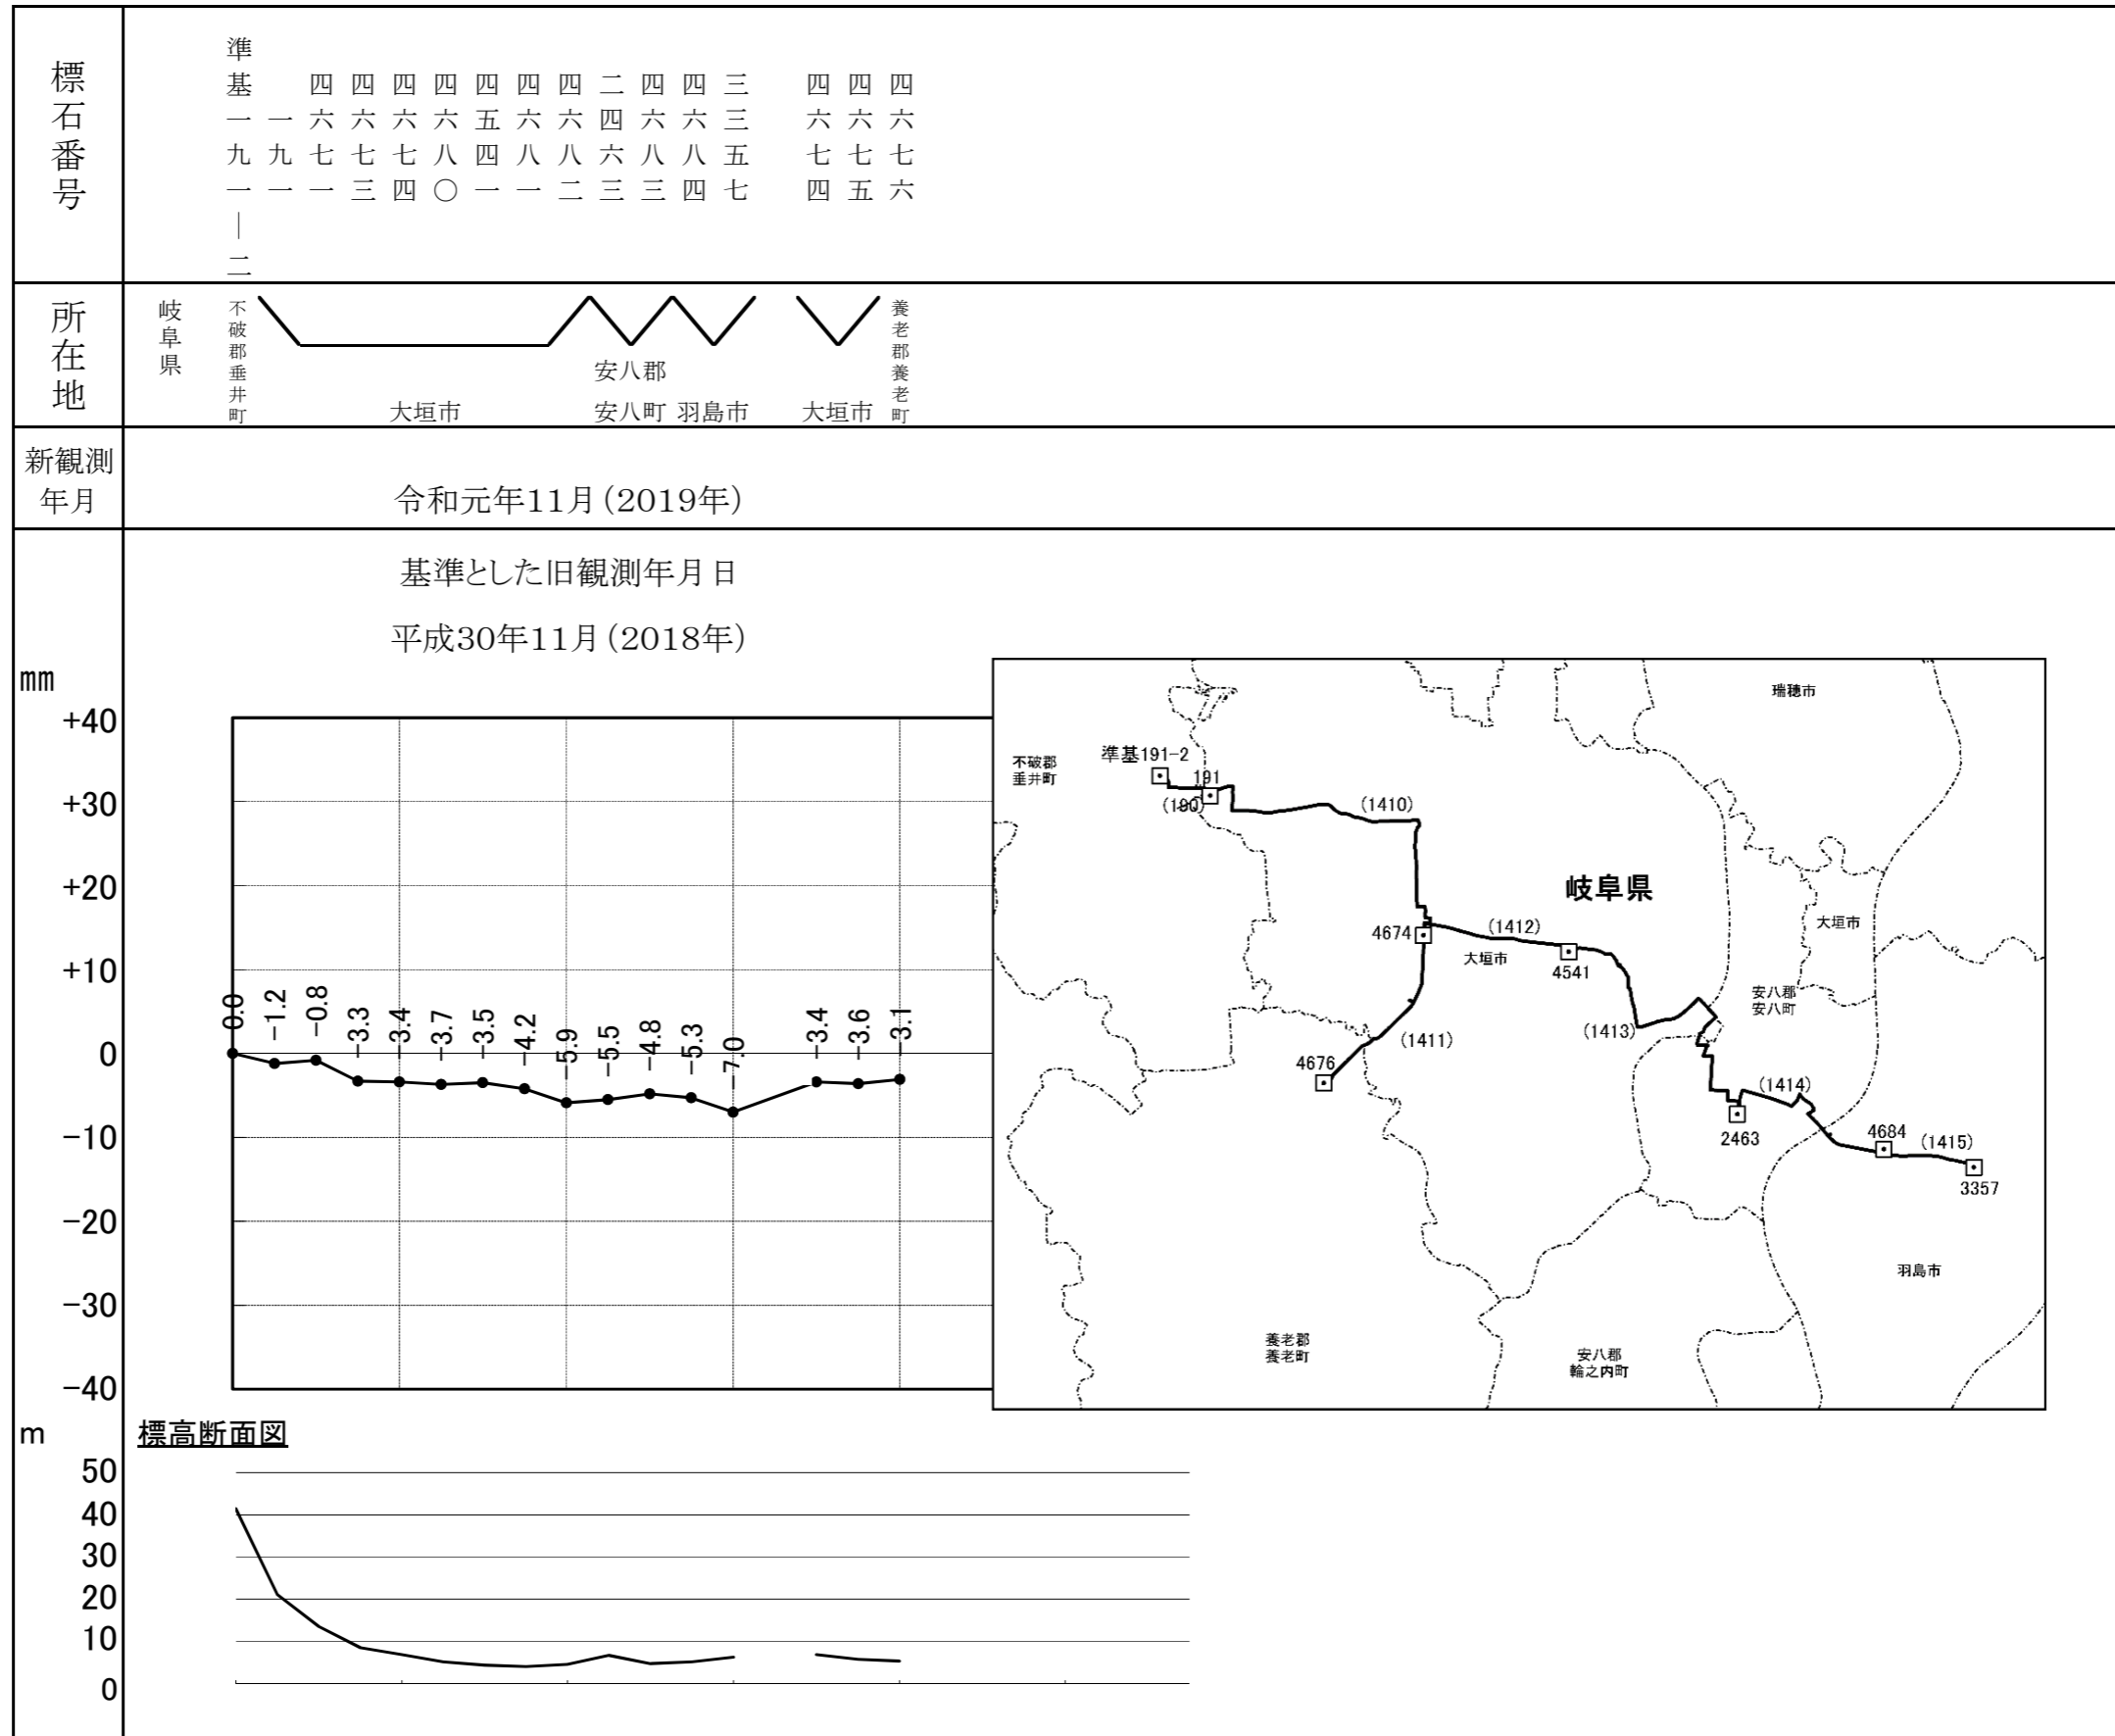 標石番号
準基一九一―二
一九一
四六七一
四六七三
四六七四
四六八〇
四五四一
四六八一
四六八二
二四六三
四六八三
四六八四
三三五七
四六七四
四六七五
四六七六
所在地
岐阜県
不破郡垂井町
大垣市
安八郡
安八町
羽島市
大垣市
養老郡養老町
新観測
年月
令和元年11月(2019年)
基準とした旧観測年月日
平成30年11月(2018年)
mm
+40
+30
+20
+10
0
-10
-20
-30
-40
0.0
-1.2
-0.8
-3.3
-3.4
-3.7
-3.5
-4.2
-5.9
-5.5
-4.8
-5.3
-7.0
-3.4
-3.6
-3.1
瑞穂市
不破郡
垂井町
準基191-2
191
(190)
(1410)
岐阜県
4674
(1412)
大垣市
4541
大垣市
安八郡
安八町
(1413)
(1411)
4676
(1414)
2463
4684
(1415)
3357
羽島市
養老郡
養老町
安八郡
輪之内町
m
標高断面図
50
40
30
20
10
0